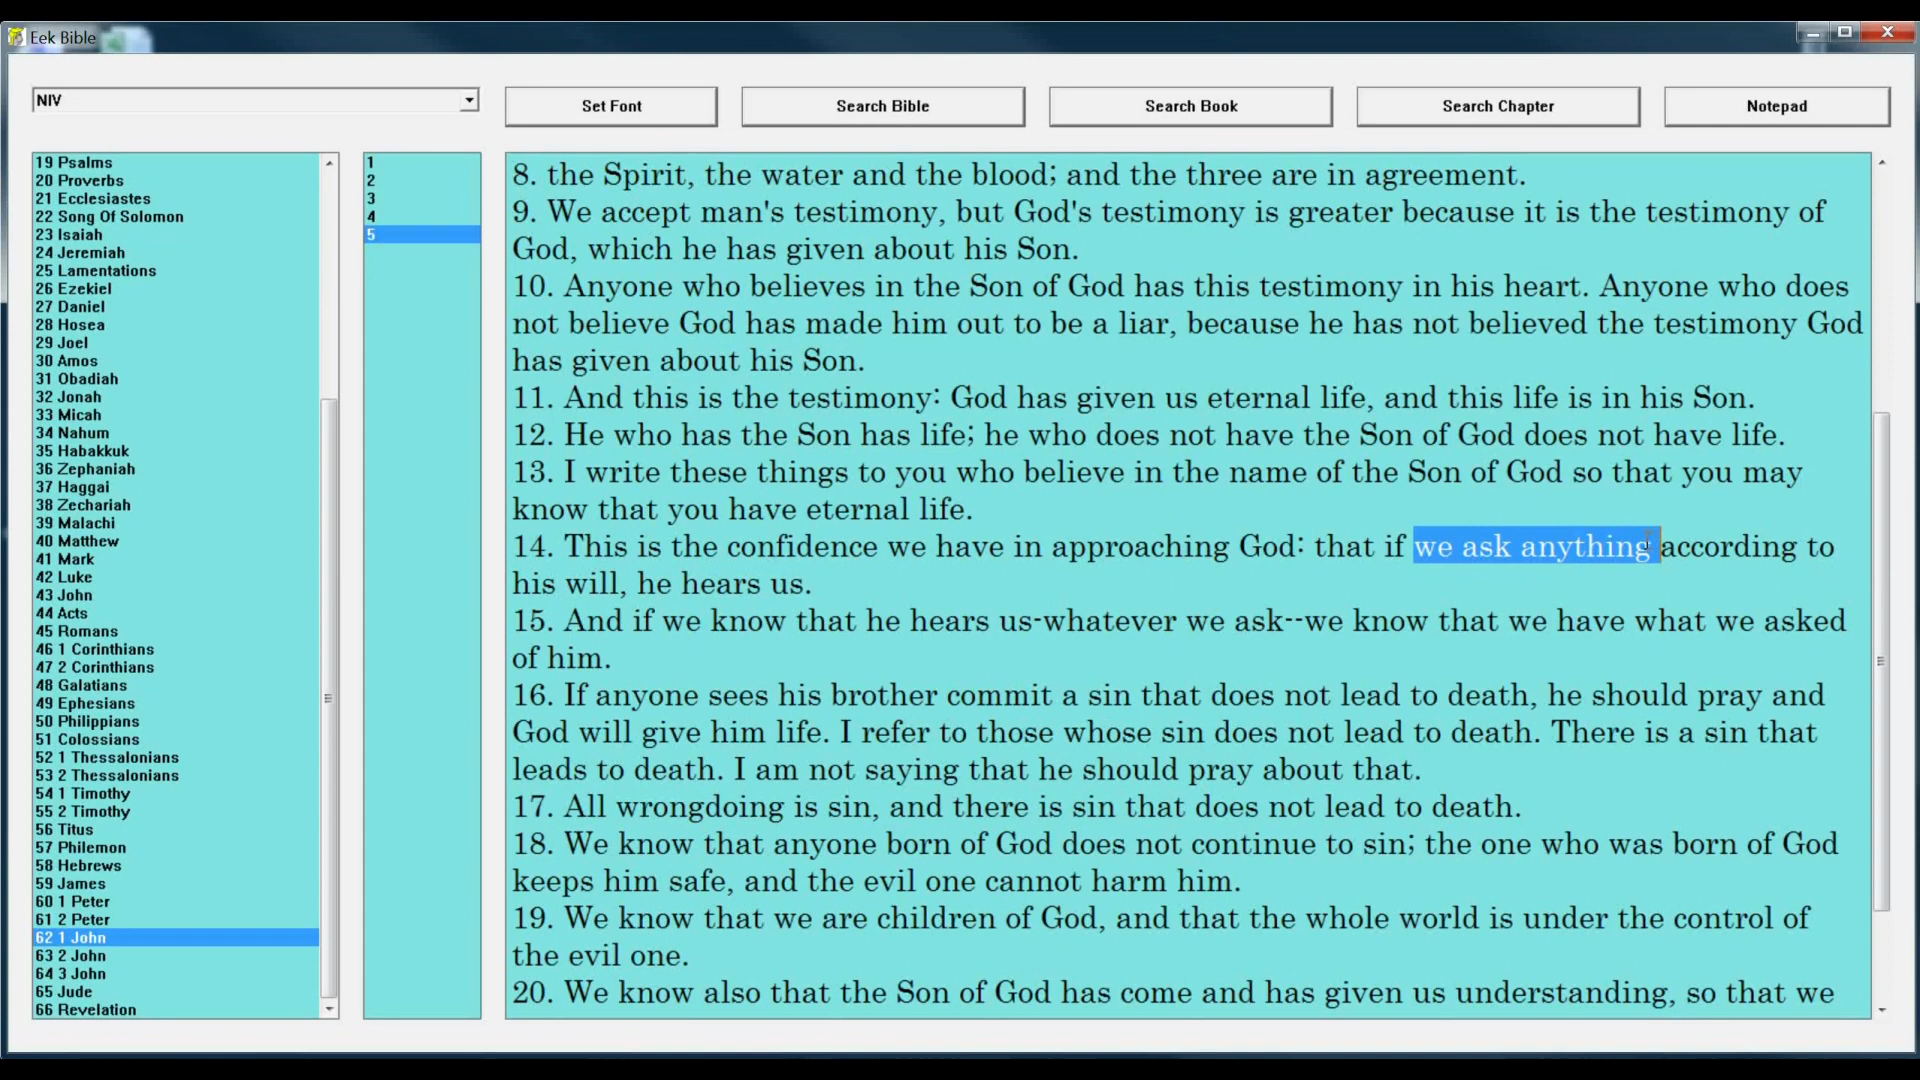 Eek Bible
NIV
Set Font
Search Bible
Search Book
Search Chapter
Notepad
19 Psalms
20 Proverbs
21 Ecclesiastes
22 Song Of Solomon
23 Isaiah
24 Jeremiah
25 Lamentations
26 Ezekiel
27 Daniel
28 Hosea
29 Joel
30 Amos
31 Obadiah
32 Jonah
33 Micah
34 Nahum
35 Habakkuk
36 Zephaniah
37 Haggai
38 Zechariah
39 Malachi
40 Matthew
41 Mark
42 Luke
43 John
44 Acts
45 Romans
46 1 Corinthians
47 2 Corinthians
48 Galatians
49 Ephesians
50 Philippians
51 Colossians
52 1 Thessalonians
53 2 Thessalonians
54 1 Timothy
55 2 Timothy
56 Titus
57 Philemon
58 Hebrews
59 James
60 1 Peter
61 2 Peter
62 1 John
63 2 John
64 3 John
65 Jude
66 Revelation
1
2
3
4
5
8. the Spirit, the water and the blood; and the three are in agreement.
9. We accept man's testimony, but God's testimony is greater because it is the testimony of
God, which he has given about his Son.
10. Anyone who believes in the Son of God has this testimony in his heart. Anyone who does
not believe God has made him out to be a liar, because he has not believed the testimony God
has given about his Son.
11. And this is the testimony: God has given us eternal life, and this life is in his Son.
12. He who has the Son has life; he who does not have the Son of God does not have life.
13. I write these things to you who believe in the name of the Son of God so that you may
know that you have eternal life.
14. This is the confidence we have in approaching God: that if we ask anything according to
his will, he hears us.
15. And if we know that he hears us-whatever we ask--we know that we have what we asked
of him.
16. If anyone sees his brother commit a sin that does not lead to death, he should pray and
God will give him life. I refer to those whose sin does not lead to death. There is a sin that
leads to death. I am not saying that he should pray about that.
17. All wrongdoing is sin, and there is sin that does not lead to death.
18. We know that anyone born of God does not continue to sin; the one who was born of God
keeps him safe, and the evil one cannot harm him.
19. We know that we are children of God, and that the whole world is under the control of
the evil one.
20. We know also that the Son of God has come and has given us understanding, so that we